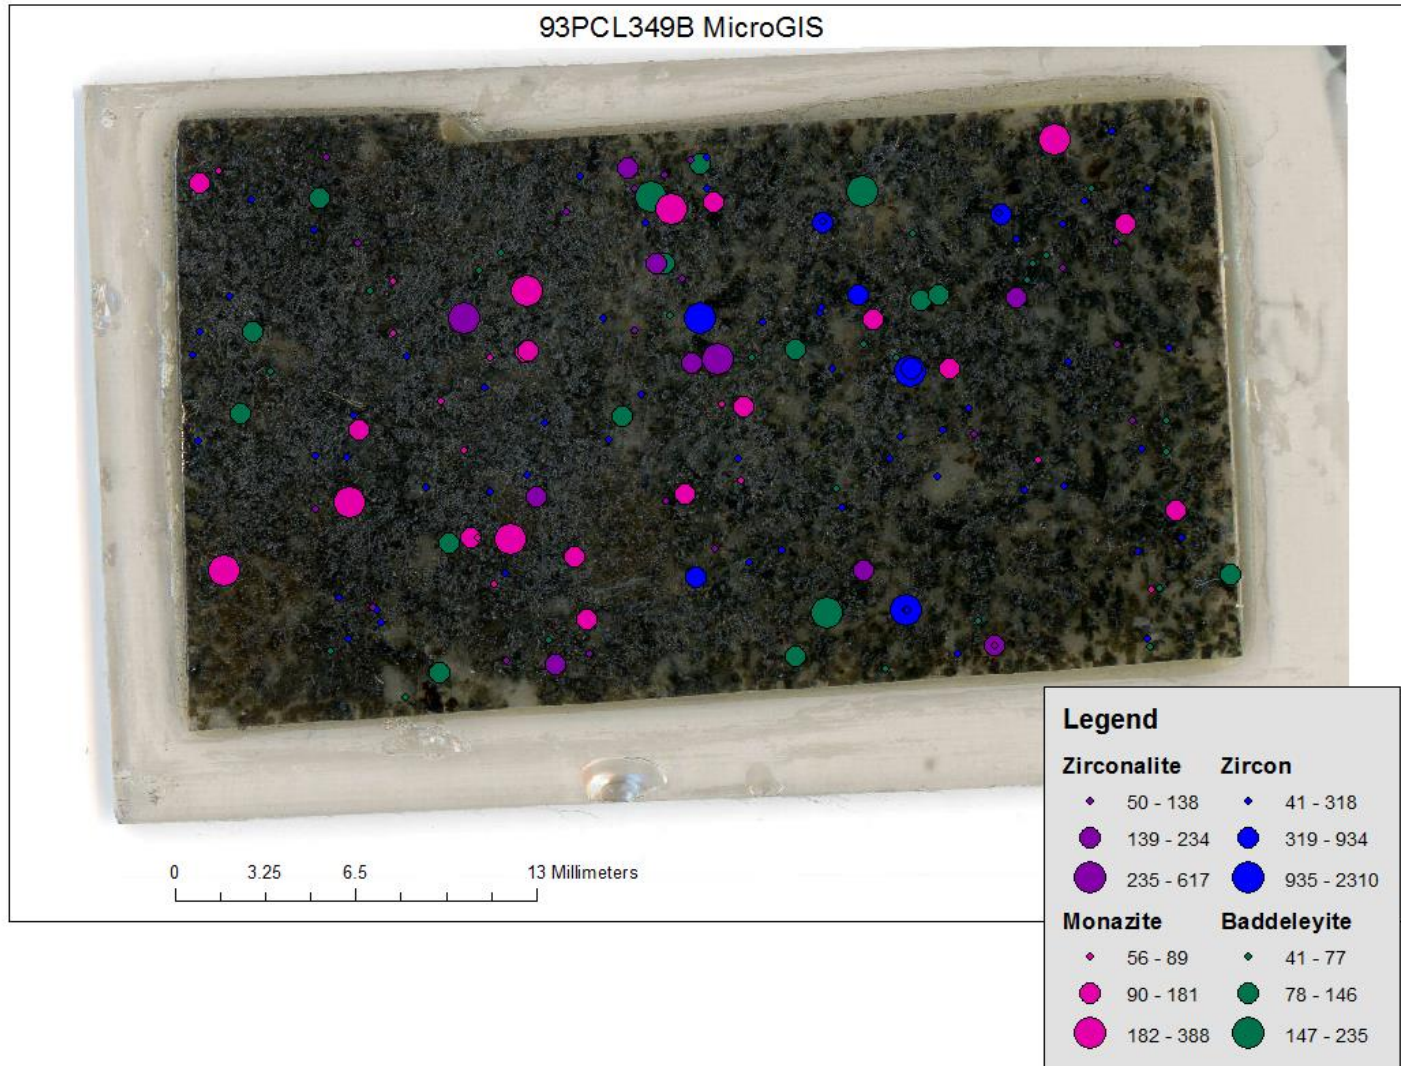 93PCL349B MicroGIS
0 3.25 6.5 13 Millimeters
Legend
Zirconalite Zircon
50 - 138 41 - 318
139 - 234 319 - 934
235 - 617 935 - 2310
Monazite Baddeleyite
56 - 89 41 - 77
90 - 181 78 - 146
182 - 388 147 - 235